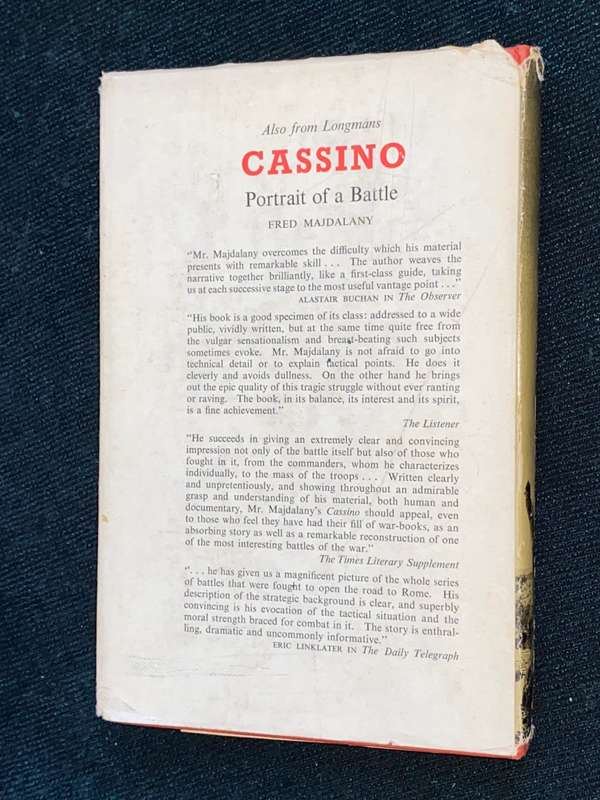 Also from Longmans
CASSINO
Portrait of a Battle
FRED MAJDALANY
"Mr. Majdalany overcomes the difficulty which his material
presents with remarkable skill . . . The author weaves the
narrative together brilliantly, like a first-class guide, taking
us at each successive stage to the most useful vantage point . . ."
ALASTAIR BUCHAN IN The Observer
"His book is a good specimen of its class: addressed to a wide
public, vividly written, but at the same time quite free from
the vulgar sensationalism and breast-beating such subjects
sometimes evoke. Mr. Majdalany is not afraid to go into
technical detail or to explain tactical points. He does it
cleverly and avoids dullness. On the other hand he brings
out the epic quality of this tragic struggle without ever ranting
or raving. The book, in its balance, its interest and its spirit,
is a fine achievement."
The Listener
"He succeeds in giving an extremely clear and convincing
impression not only of the battle itself but also of those who
fought in it, from the commanders, whom he characterizes
individually, to the mass of the troops . . . Written clearly
and unpretentiously, and showing throughout an admirable
grasp and understanding of his material, both human and
documentary, Mr. Majdalany's Cassino should appeal, even
to those who feel they have had their fill of war-books, as an
absorbing story as well as a remarkable reconstruction of one
of the most interesting battles of the war."
The Times Literary Supplement
". . . he has given us a magnificent picture of the whole series
of battles that were fought to open the road to Rome. His
description of the strategic background is clear, and superbly
convincing is his evocation of the tactical situation and the
moral strength braced for combat in it. The story is enthral-
ling, dramatic and uncommonly informative."
ERIC LINKLATER IN The Daily Telegraph